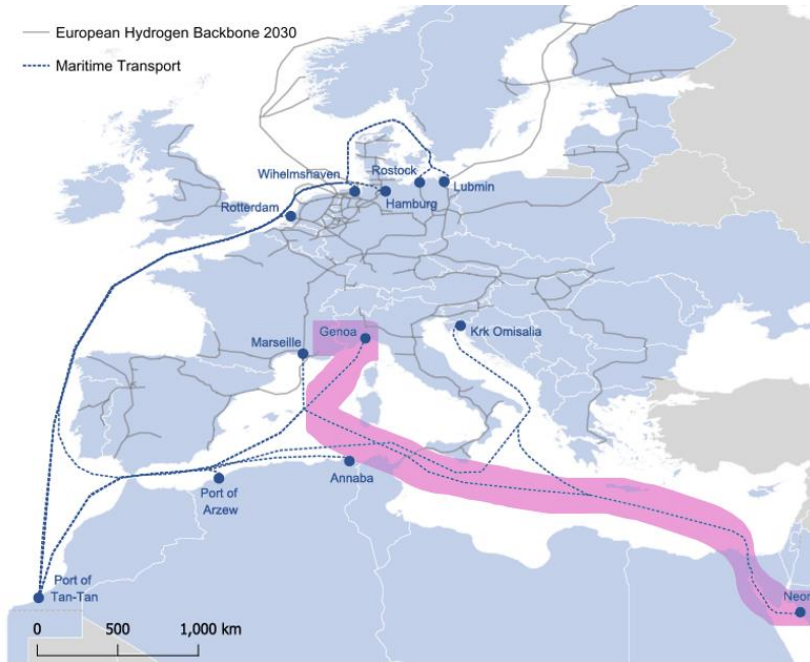 European Hydrogen Backbone 2030
Maritime Transport
Wihelmshaven
Rostock
Lubmin
Hamburg
Rotterdam
Genoa
Marseille
Krk Omisalia
Annaba
Port of
Arzew
Port of
Tan-Tan
Neom
0 500 1,000 km